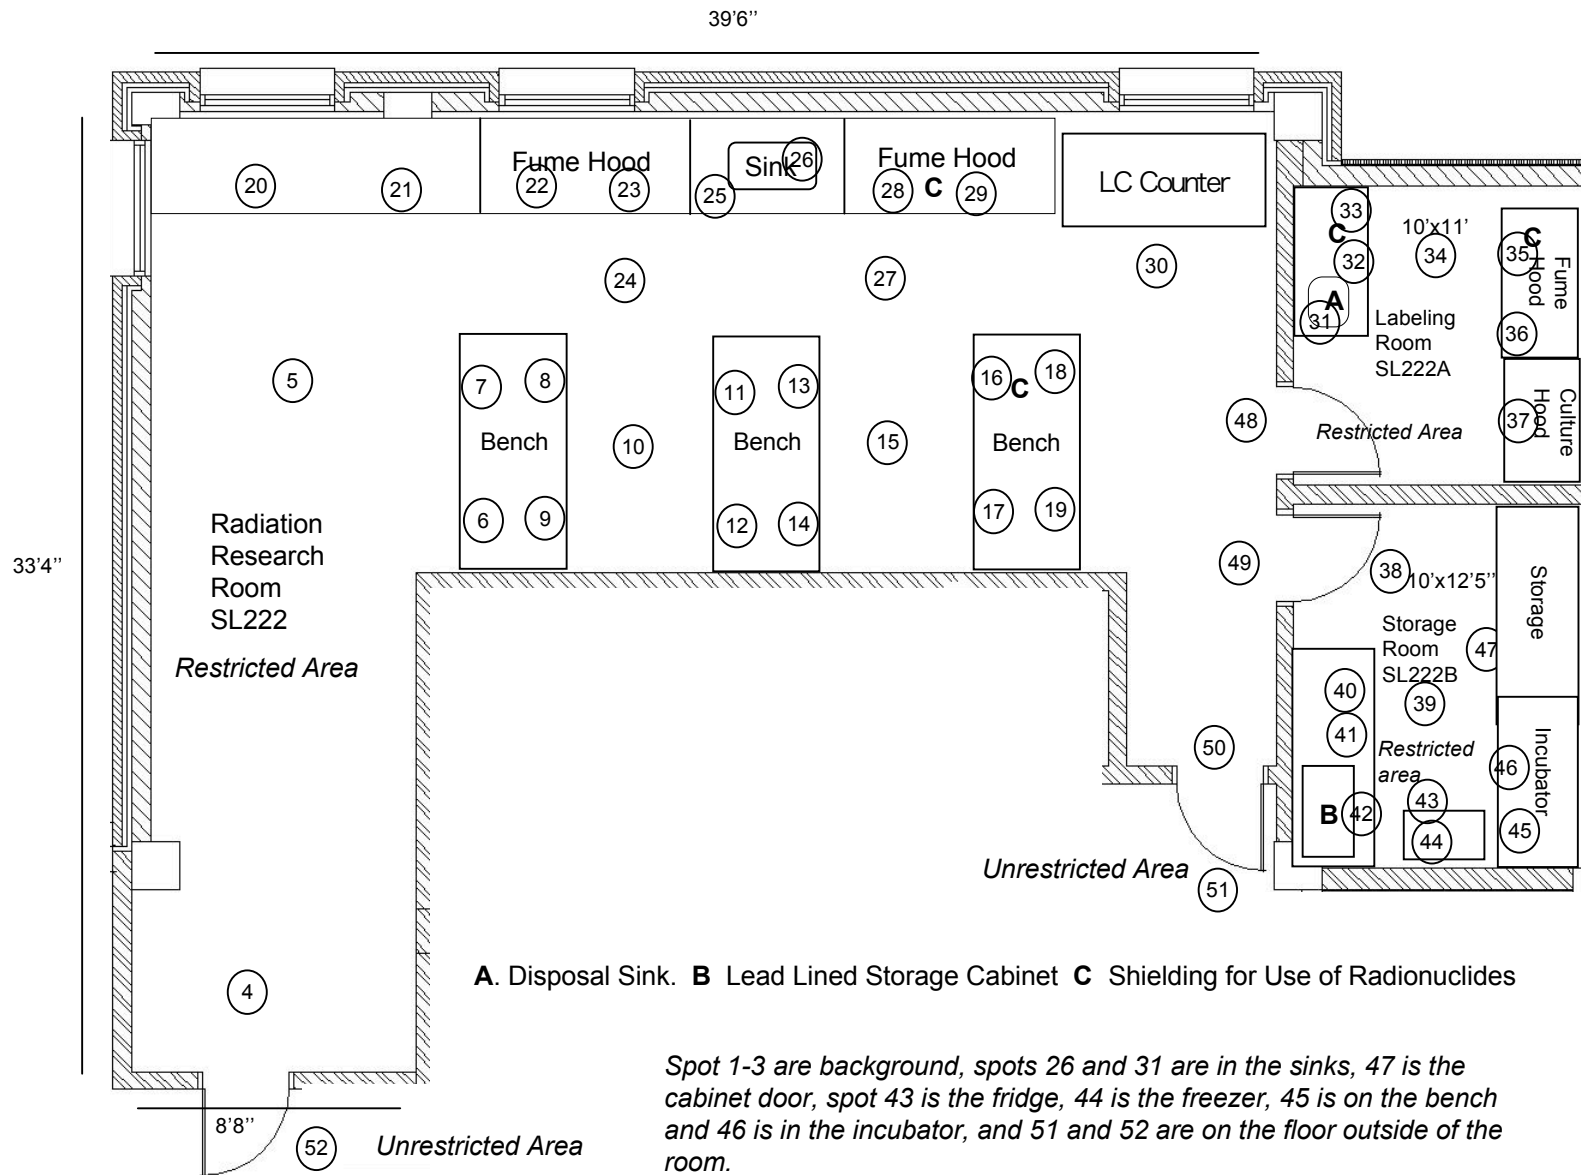 39'6''
20
21
Fume Hood
22
23
Sink
26
25
Fume Hood
28
C
29
LC Counter
33
C
32
A
31
10'x11'
34
C
35
Fume
Hood
36
Labeling
Room
SL222A
Restricted Area
37
Culture
Hood
24
27
30
5
7
8
Bench
6
9
10
11
13
Bench
12
14
15
16
18
C
Bench
17
19
48
49
33'4''
Radiation
Research
Room
SL222
Restricted Area
38
10'x12'5''
Storage
Storage
Room
SL222B
47
40
39
41
Restricted
area
46
Incubator
43
B
42
44
45
50
Unrestricted Area
51
4
A. Disposal Sink. B Lead Lined Storage Cabinet C Shielding for Use of Radionuclides
Spot 1-3 are background, spots 26 and 31 are in the sinks, 47 is the
cabinet door, spot 43 is the fridge, 44 is the freezer, 45 is on the bench
and 46 is in the incubator, and 51 and 52 are on the floor outside of the
room.
8'8''
52
Unrestricted Area